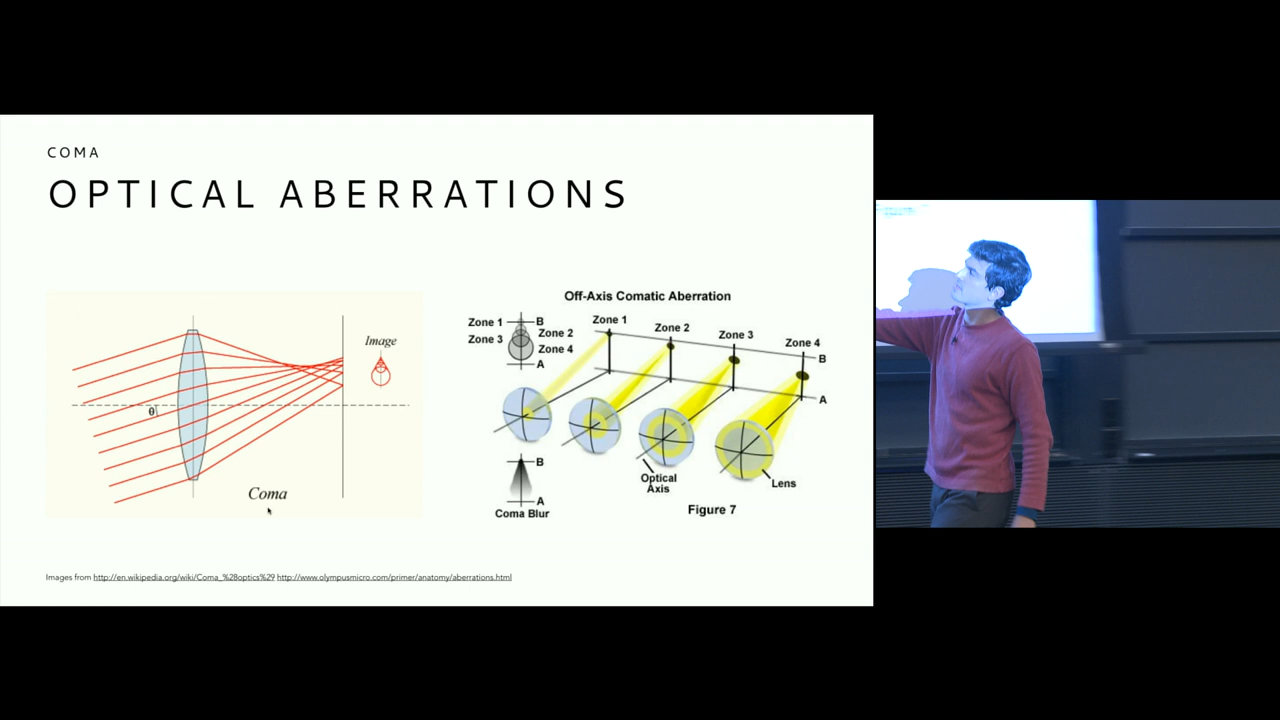 COMA
OPTICAL ABERRATIONS
θ
Coma
Image
Off-Axis Comatic Aberration
Zone 1
B
Zone 2
Zone 3
Zone 4
A
Zone 1
Zone 2
Zone 3
Zone 4
B
A
B
A
Coma Blur
Optical
Axis
Lens
Figure 7
Images from http://en.wikipedia.org/wiki/Coma_%28optics%29 http://www.olympusmicro.com/primer/anatomy/aberrations.html